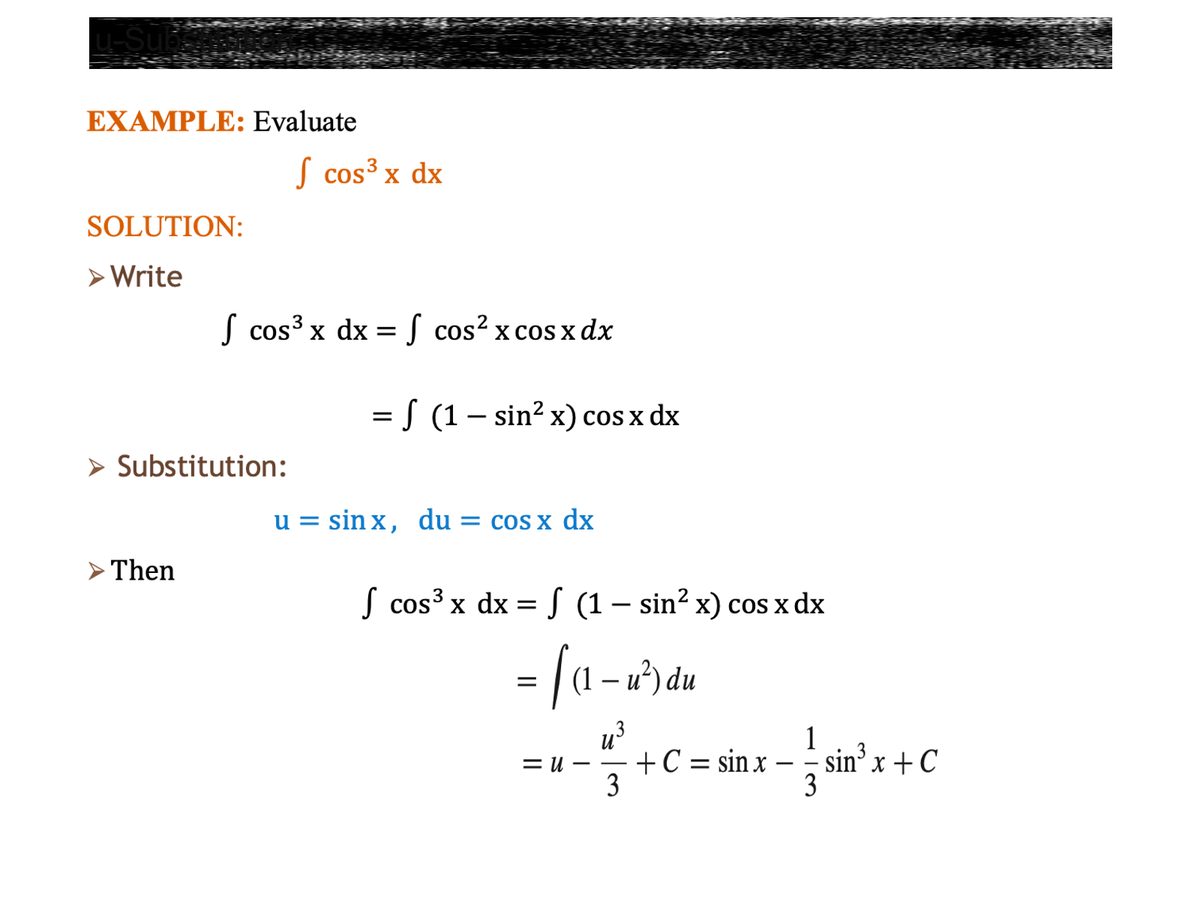 u-Sub
EXAMPLE: Evaluate
∫ cos³ x dx
SOLUTION:
➢ Write
∫ cos³ x dx = ∫ cos² x cos x dx
= ∫ (1 − sin² x) cos x dx
➢ Substitution:
u = sin x, du = cos x dx
➢ Then
∫ cos³ x dx = ∫ (1 − sin² x) cos x dx
= ∫(1 − u²) du
= u − u³/3 + C = sin x − 1/3 sin³ x + C